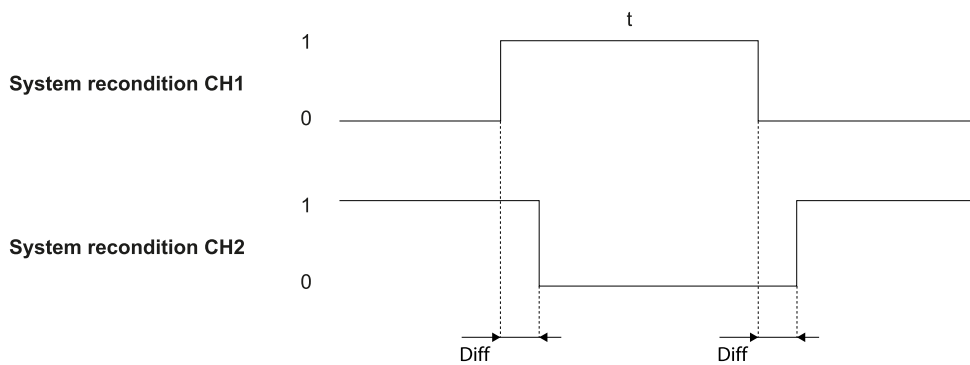 t
1
System recondition CH1
0
1
System recondition CH2
0
Diff
Diff